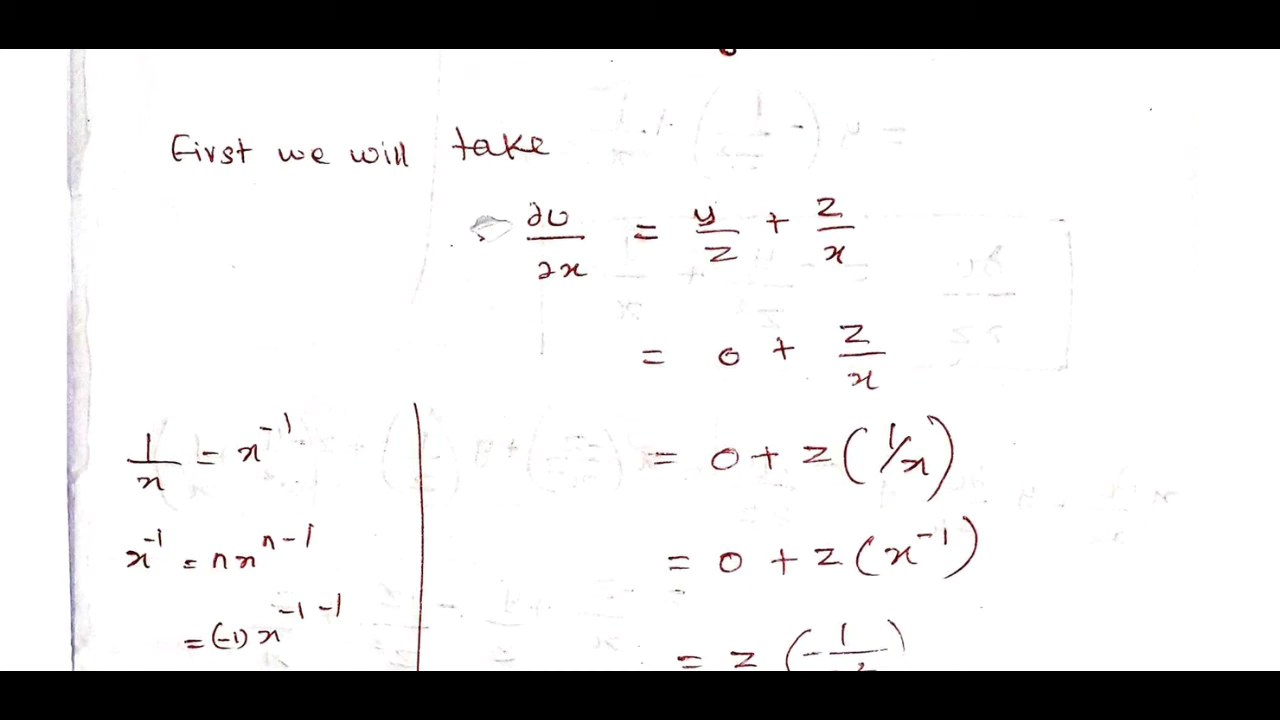 First we will take
∂u/∂x = y/z + z/x
= 0 + z/x
1/x = x^-1
= 0 + z(1/x)
x^-1 = nx^n-1
= 0 + z(x^-1)
= (-1)x^-1-1
= z(-1/